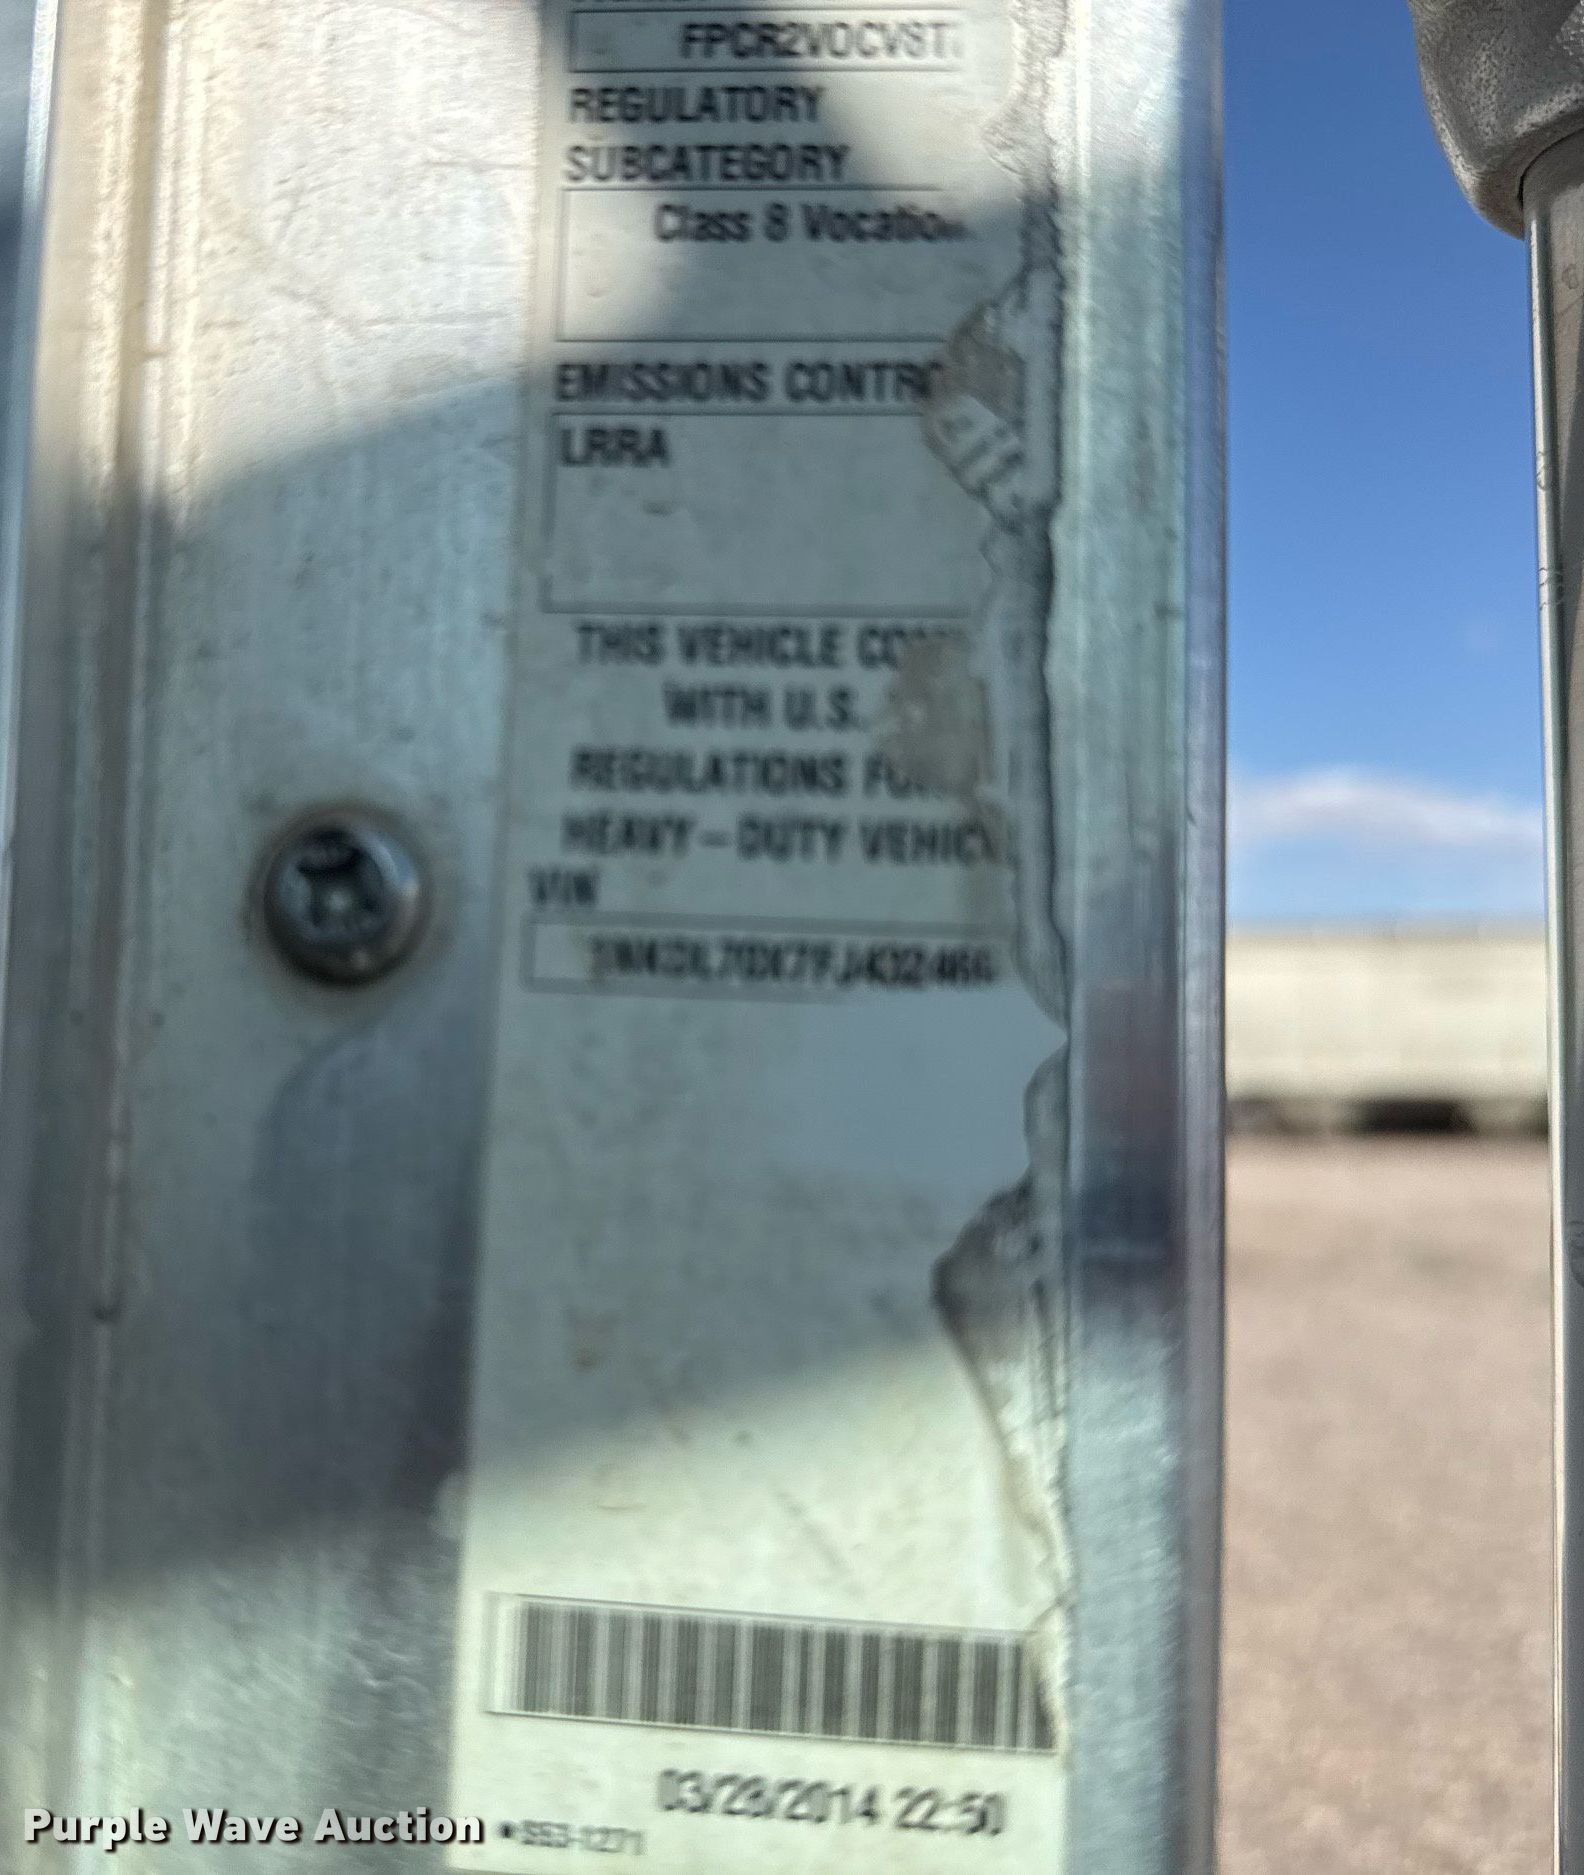 FPCR2VOCVST
REGULATORY
SUBCATEGORY
Class 8 Vocation
EMISSIONS CONTRO
LRRA
THIS VEHICLE CO
WITH U.S.
REGULATIONS FO
HEAVY-DUTY VEHIC
VIN
03/28/2014 22:50
Purple Wave Auction